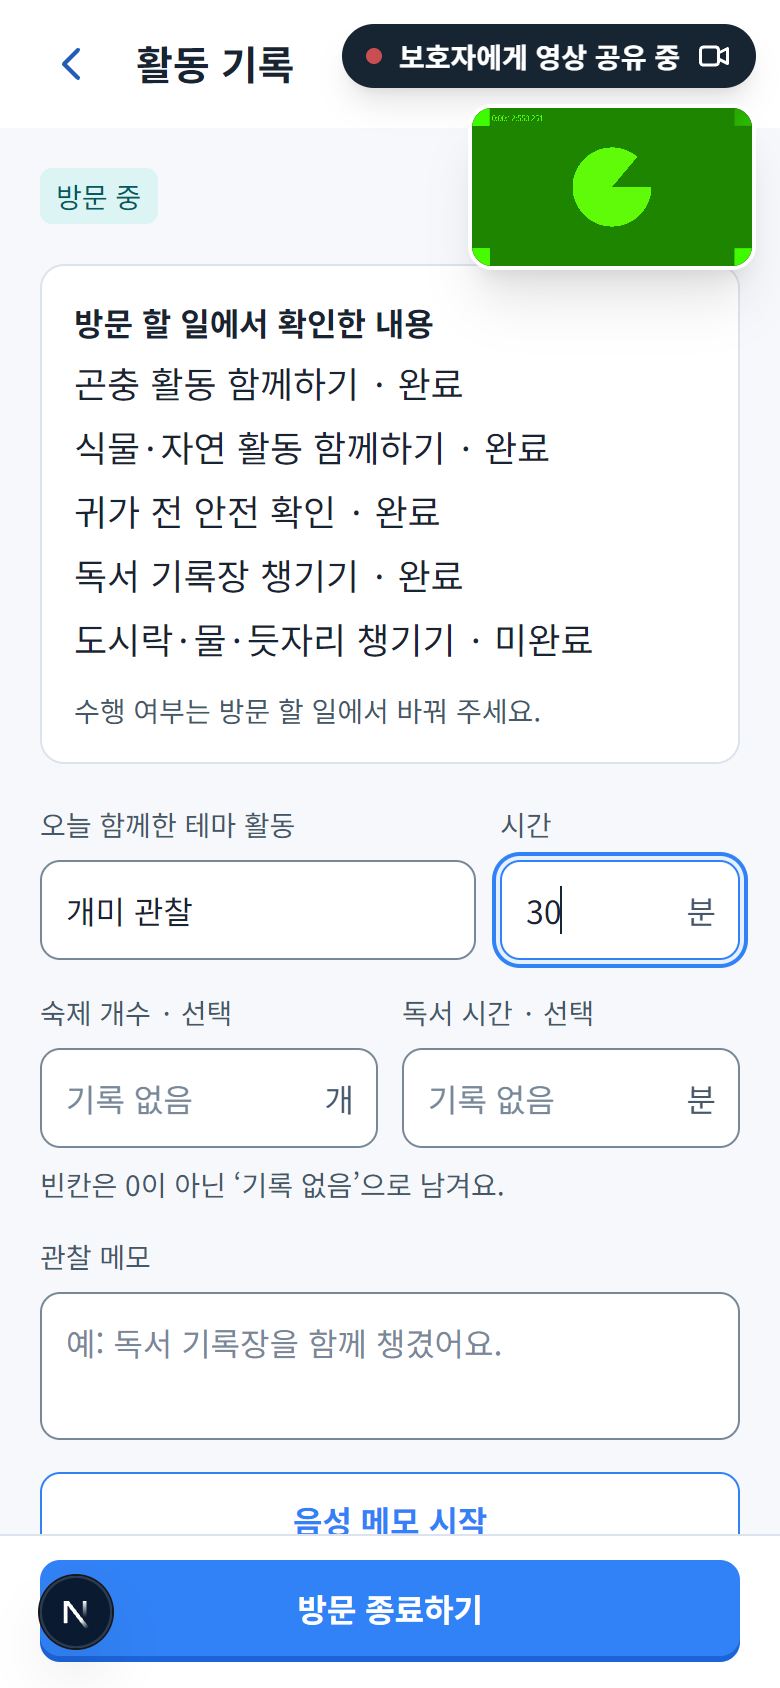 활동 기록
보호자에게 영상 공유 중
방문 중
방문 할 일에서 확인한 내용
곤충 활동 함께하기 · 완료
식물·자연 활동 함께하기 · 완료
귀가 전 안전 확인 · 완료
독서 기록장 챙기기 · 완료
도시락·물·돗자리 챙기기 · 미완료
수행 여부는 방문 할 일에서 바꿔 주세요.
오늘 함께한 테마 활동
시간
개미 관찰
30
분
숙제 개수 · 선택
독서 시간 · 선택
기록 없음
개
기록 없음
분
빈칸은 0이 아닌 ‘기록 없음’으로 남겨요.
관찰 메모
예: 독서 기록장을 함께 챙겼어요.
음성 메모 시작
방문 종료하기
N